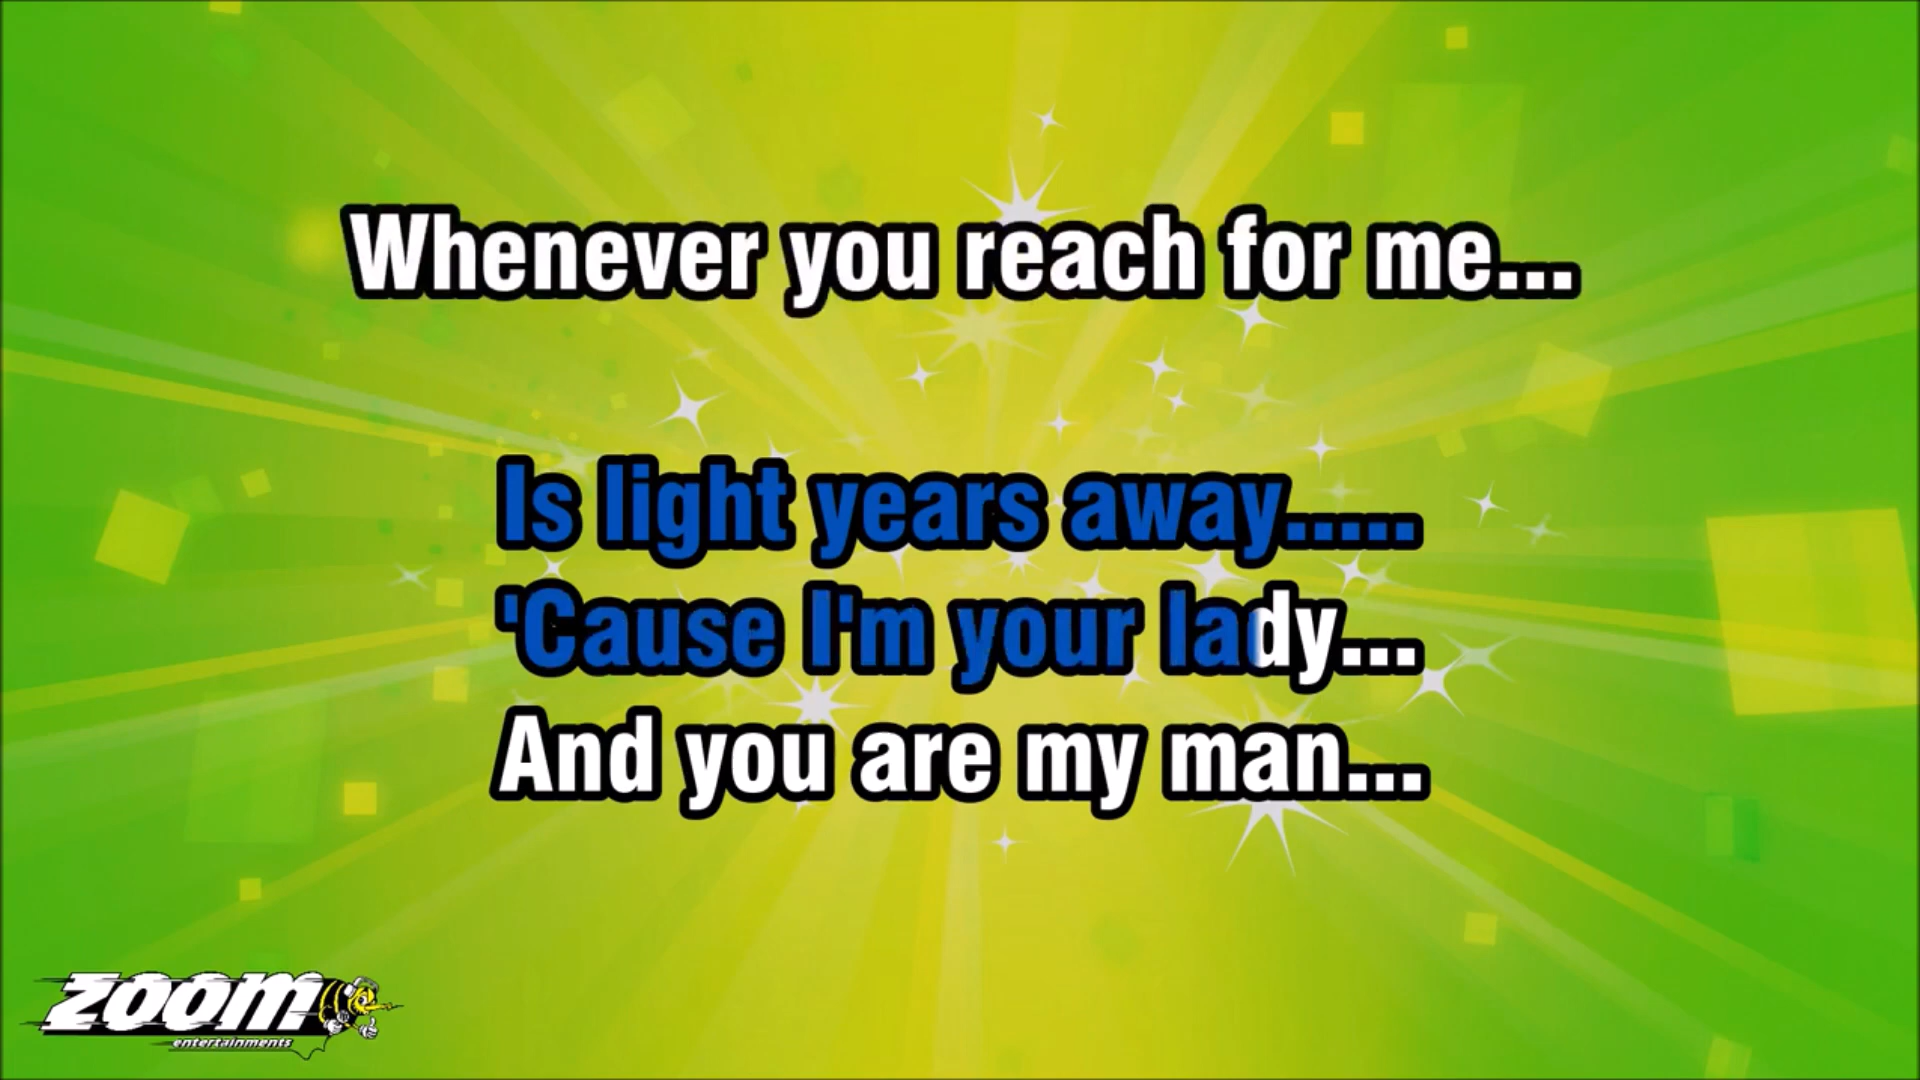 Whenever you reach for me...
Is light years away.....
'Cause I'm your lady...
And you are my man...
ZOOM
entertainments